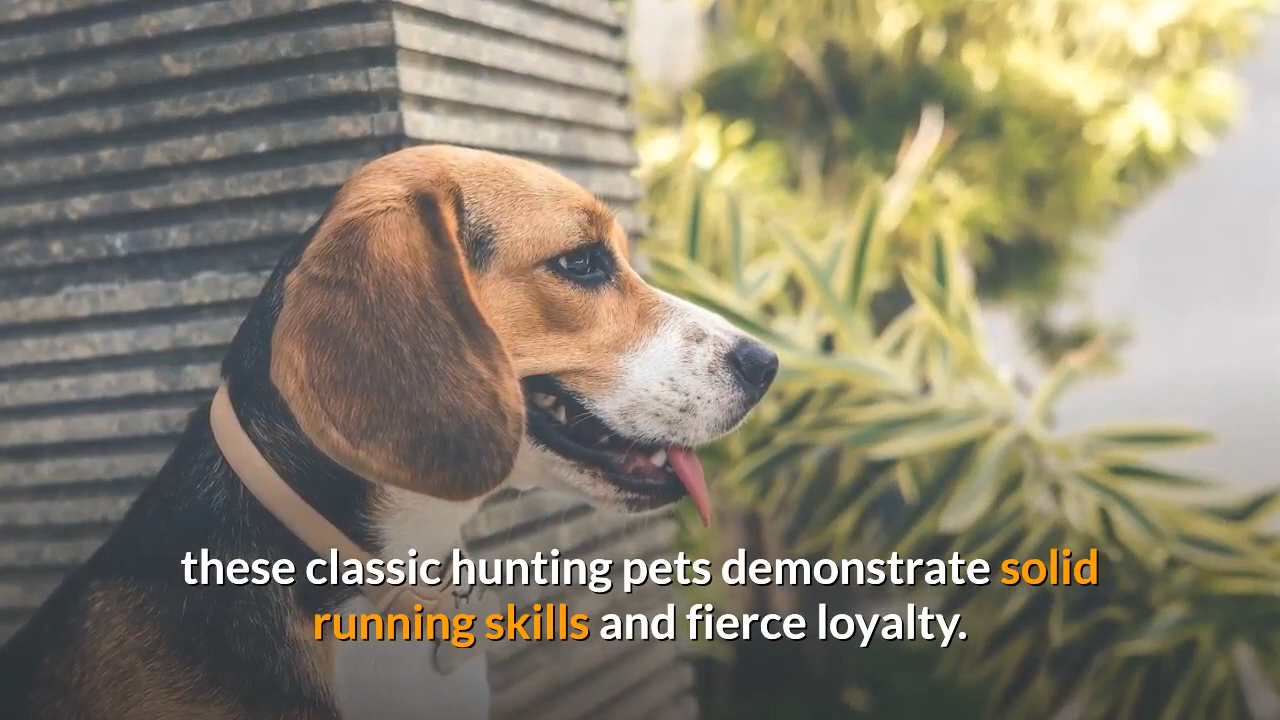 these classic hunting pets demonstrate solid
running skills and fierce loyalty.